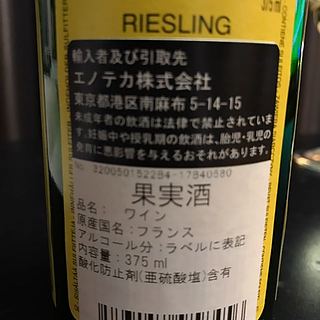 RIESLING
375 ml
輸入者及び引取先
エノテカ株式会社
東京都港区南麻布 5-14-15
未成年者の飲酒は法律で禁止されていま
す。妊娠中や授乳期の飲酒は、胎児・乳児の
発育に悪影響を与えるおそれがあります。
No 320050152284-17840580
果実酒
品名： ワイン
原産国名：フランス
アルコール分：ラベルに表記
内容量：375 ml
酸化防止剤(亜硫酸塩)含有